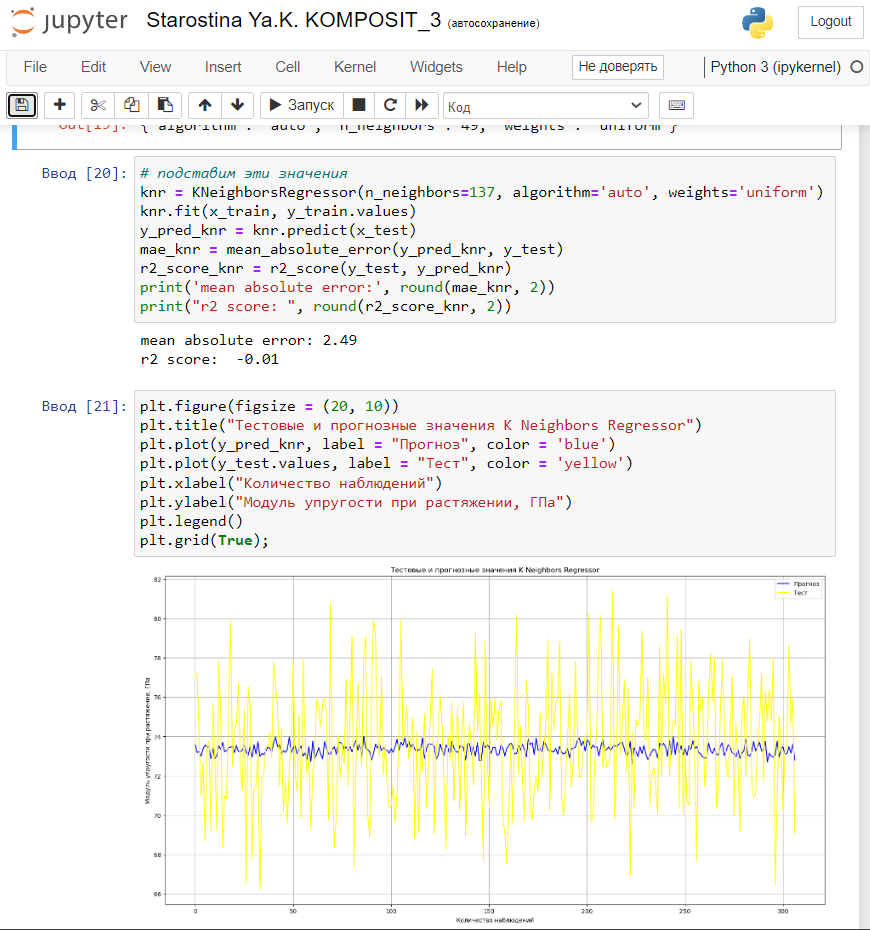 jupyter Starostina Ya.K. KOMPOSIT_3 (автосохранение)
Logout
File Edit View Insert Cell Kernel Widgets Help Не доверять Python 3 (ipykernel)
Запуск Код
Out[19]: {'algorithm': 'auto', 'n_neighbors': 49, 'weights': 'uniform'}
Ввод [20]: # подставим эти значения
knr = KNeighborsRegressor(n_neighbors=137, algorithm='auto', weights='uniform')
knr.fit(x_train, y_train.values)
y_pred_knr = knr.predict(x_test)
mae_knr = mean_absolute_error(y_pred_knr, y_test)
r2_score_knr = r2_score(y_test, y_pred_knr)
print('mean absolute error:', round(mae_knr, 2))
print("r2 score: ", round(r2_score_knr, 2))
mean absolute error: 2.49
r2 score:  -0.01
Ввод [21]: plt.figure(figsize = (20, 10))
plt.title("Тестовые и прогнозные значения K Neighbors Regressor")
plt.plot(y_pred_knr, label = "Прогноз", color = 'blue')
plt.plot(y_test.values, label = "Тест", color = 'yellow')
plt.xlabel("Количество наблюдений")
plt.ylabel("Модуль упругости при растяжении, ГПа")
plt.legend()
plt.grid(True);
Тестовые и прогнозные значения K Neighbors Regressor
Прогноз
Тест
82
80
78
76
74
72
70
68
66
Модуль упругости при растяжении, ГПа
0 50 100 150 200 250 300
Количество наблюдений